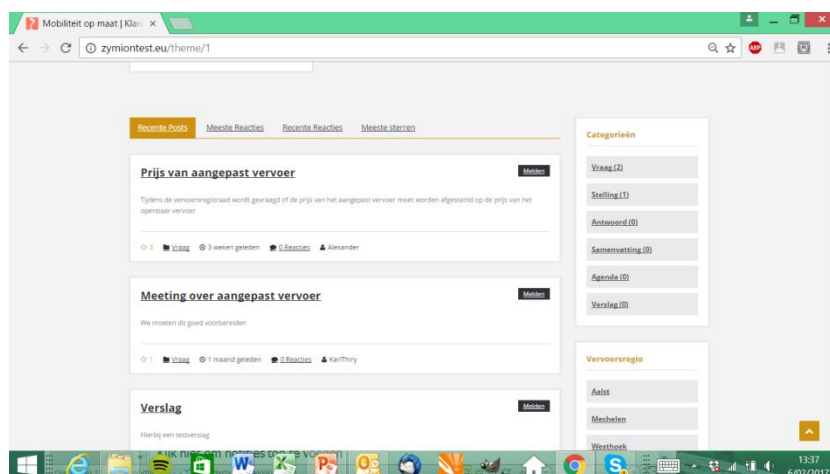 Mobiliteit op maat | Klan
zymiontest.eu/theme/1
ABP
Recente Posts Meeste Reacties Recente Reacties Meeste sterren
Prijs van aangepast vervoer
Melden
Tijdens de vervoersregioraad wordt gevraagd of de prijs van het aangepast vervoer moet worden afgestemd op de prijs van het
openbaar vervoer
3 Vraag 3 weken geleden 0 Reacties Alexander
Meeting over aangepast vervoer
Melden
We moeten dit goed voorbereiden
1 Vraag 1 maand geleden 0 Reacties KarlThiry
Verslag
Melden
Hierbij een testverslag
Categorieën
Vraag (2)
Stelling (1)
Antwoord (0)
Samenvatting (0)
Agenda (0)
Verslag (0)
Vervoersregio
Aalst
Mechelen
Westhoek
13:37
6/02/2017